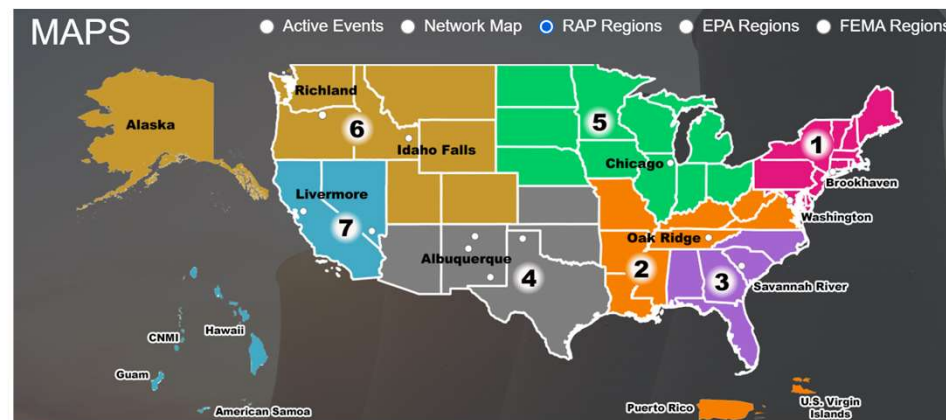 MAPS
Active Events
Network Map
RAP Regions
EPA Regions
FEMA Regions
Richland
Alaska
6
5
1
Idaho Falls
Chicago
Livermore
Brookhaven
Washington
7
Oak Ridge
Albuquerque
4
2
3
Savannah River
Hawaii
CNMI
Guam
American Samoa
Puerto Rico
U.S. Virgin
Islands